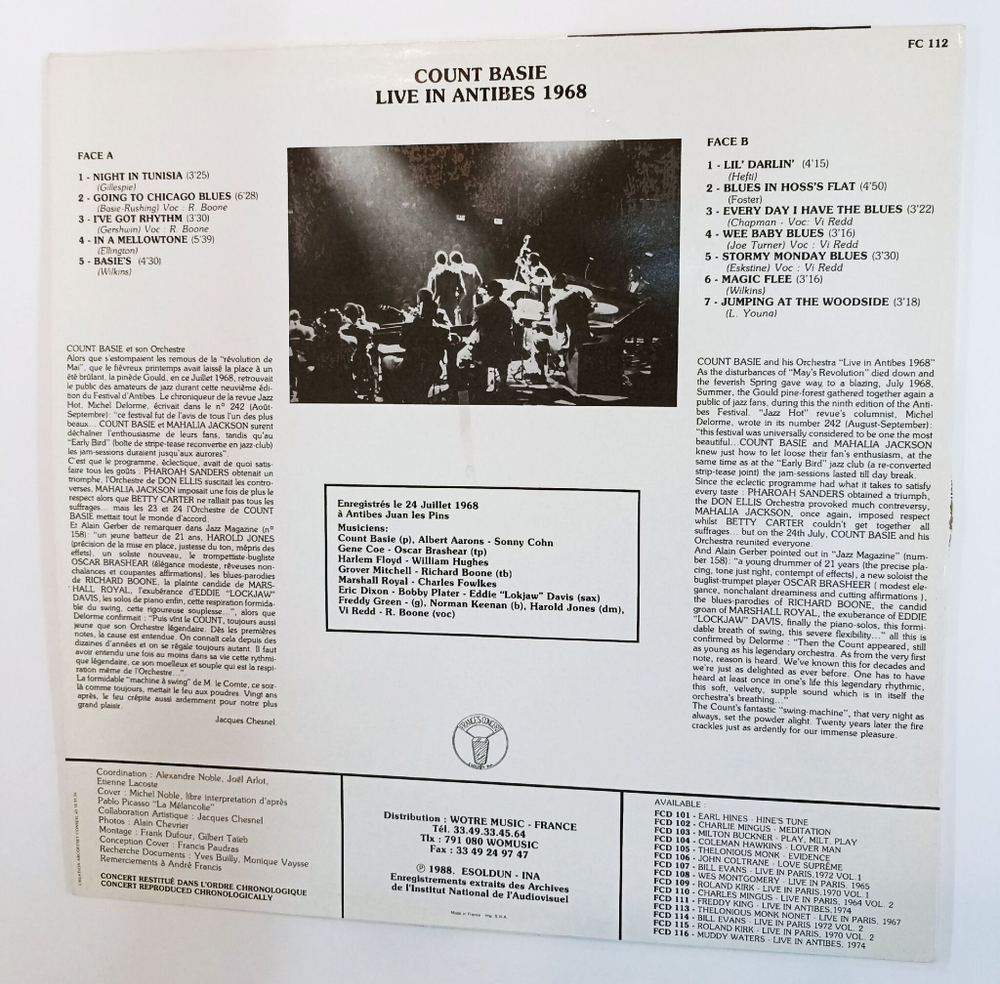 FC 112
COUNT BASIE
LIVE IN ANTIBES 1968
FACE A
1 - NIGHT IN TUNISIA (3'25)
(Gillespie)
2 - GOING TO CHICAGO BLUES (6'28)
(Basie-Rushing) Voc : R. Boone
3 - I'VE GOT RHYTHM (3'30)
(Gershwin) Voc : R. Boone
4 - IN A MELLOWTONE (5'39)
(Ellington)
5 - BASIE'S (4'30)
(Wilkins)
FACE B
1 - LIL' DARLIN' (4'15)
(Hefti)
2 - BLUES IN HOSS'S FLAT (4'50)
(Foster)
3 - EVERY DAY I HAVE THE BLUES (3'22)
(Chapman - Voc: Vi Redd
4 - WEE BABY BLUES (3'16)
(Joe Turner) Voc : Vi Redd
5 - STORMY MONDAY BLUES (3'30)
(Eskstine) Voc : Vi Redd
6 - MAGIC FLEE (3'16)
(Wilkins)
7 - JUMPING AT THE WOODSIDE (3'18)
(L. Young)
COUNT BASIE et son Orchestre
Alors que s'estompaient les remous de la "révolution de
Mai", que le fiévreux printemps avait laissé la place à un
été brûlant, la pinède Gould, en ce Juillet 1968, retrouvait
le public des amateurs de jazz durant cette neuvième édi-
tion du Festival d'Antibes. Le chroniqueur de la revue Jazz
Hot, Michel Delorme, écrivait dans le n° 242 (Août-
Septembre): "ce festival fut de l'avis de tous l'un des plus
beaux... COUNT BASIE et MAHALIA JACKSON surent
déchaîner l'enthousiasme de leurs fans, tandis qu'au
"Early Bird" (boîte de stripe-tease reconvertie en jazz-club)
les jam-sessions duraient jusqu'aux aurores".
C'est que le programme, éclectique, avait de quoi satis-
faire tous les goûts : PHAROAH SANDERS obtenait un
triomphe, l'Orchestre de DON ELLIS suscitait les contro-
verses, MAHALIA JACKSON imposait une fois de plus le
respect alors que BETTY CARTER ne ralliait pas tous les
suffrages... mais les 23 et 24 l'Orchestre de COUNT
BASIE mettait tout le monde d'accord.
Et Alain Gerber de remarquer dans Jazz Magazine (n°
158): "un jeune batteur de 21 ans, HAROLD JONES
(précision de la mise en place, justesse du ton, mépris des
effets), un soliste nouveau, le trompettiste-bugliste
OSCAR BRASHEAR (élégance modeste, rêveuses non-
chalances et coupantes affirmations), les blues-parodies
de RICHARD BOONE, la plainte candide de MARS-
HALL ROYAL, l'exubérance d'EDDIE "LOCKJAW"
DAVIS, les solos de piano enfin, cette respiration formida-
ble du swing, cette rigoureuse souplesse...", alors que
Delorme confirmait : "Puis vint le COUNT, toujours aussi
jeune que son Orchestre légendaire. Dès les premières
notes, la cause est entendue. On connaît cela depuis des
dizaines d'années et on se régale toujours autant. Il faut
avoir entendu une fois au moins dans sa vie cette rythmi-
que légendaire, ce son moelleux et souple qui est la respi-
ration même de l'Orchestre..."
La formidable "machine à swing" de M. le Comte, ce soir-
là comme toujours, mettait le feu aux poudres. Vingt ans
après, le feu crépite aussi ardemment pour notre plus
grand plaisir.
Jacques Chesnel.
Enregistrés le 24 Juillet 1968
à Antibes Juan les Pins
Musiciens:
Count Basie (p), Albert Aarons - Sonny Cohn
Gene Coe - Oscar Brashear (tp)
Harlem Floyd - William Hughes
Grover Mitchell - Richard Boone (tb)
Marshall Royal - Charles Fowlkes
Eric Dixon - Bobby Plater - Eddie "Lokjaw" Davis (sax)
Freddy Green - (g), Norman Keenan (b), Harold Jones (dm),
Vi Redd - R. Boone (voc)
COUNT BASIE and his Orchestra "Live in Antibes 1968"
As the disturbances of "May's Revolution" died down and
the feverish Spring gave way, to a blazing, July 1968,
Summer, the Gould pine-forest gathered together again a
public of jazz fans, during this the ninth edition of the Anti-
bes Festival. "Jazz Hot" revue's columnist, Michel
Delorme, wrote in its number 242 (August-September):
"this festival was universally considered to be one the most
beautiful...COUNT BASIE and MAHALIA JACKSON
knew just how to let loose their fan's enthusiasm, at the
same time as at the "Early Bird" jazz club (a re-converted
strip-tease joint) the jam-sessions lasted till day break.
Since the eclectic programme had what it takes to satisfy
every taste : PHAROAH SANDERS obtained a triumph,
the DON ELLIS Orchestra provoked much controversy,
MAHALIA JACKSON, once again, imposed respect
whilst BETTY CARTER couldn't get together all
suffrages... but on the 24th July, COUNT BASIE and his
Orchestra reunited everyone.
And Alain Gerber pointed out in "Jazz Magazine" (num-
ber 158): "a young drummer of 21 years (the precise pla-
cing, tone just right, contempt of effects), a new soloist the
buglist-trumpet player OSCAR BRASHEER ( modest ele-
gance, nonchalant dreaminess and cutting affirmations ),
the blues-parodies of RICHARD BOONE, the candid
groan of MARSHALL ROYAL, the exuberance of EDDIE
"LOCKJAW" DAVIS, finally the piano-solos, this formi-
dable breath of swing, this severe flexibility..." all this is
confirmed by Delorme : "Then the Count appeared, still
as young as his legendary orchestra. As from the very first
note, reason is heard. We've known this for decades and
we're just as delighted as ever before. One has to have
heard at least once in one's life this legendary rhythmic,
this soft, velvety, supple sound which is in itself the
orchestra's breathing..."
The Count's fantastic "swing-machine", that very night as
always, set the powder alight. Twenty years later the fire
crackles just as ardently for our immense pleasure.
FRANCE'S CONCERT
Coordination : Alexandre Noble, Joël Arlot,
Etienne Lacoste
Cover : Michel Noble, libre interpretation d'après
Pablo Picasso "La Mélancolie"
Collaboration Artistique : Jacques Chesnel
Photos : Alain Chevrier
Montage : Frank Dufour, Gilbert Taïeb
Conception Cover : Francis Paudras
Recherche Documents : Yves Builly, Monique Vaysse
Remerciements à André Francis
CONCERT RESTITUÉ DANS L'ORDRE CHRONOLOGIQUE
CONCERT REPRODUCED CHRONOLOGICALLY
Distribution : WOTRE MUSIC - FRANCE
Tél. 33.49.33.45.64
Tlx : 791 080 WOMUSIC
Fax : 33 49 24 97 47
℗ 1988. ESOLDUN - INA
Enregistrements extraits des Archives
de l'Institut National de l'Audiovisuel
Made in France
AVAILABLE :
FCD 101 - EARL HINES - HINE'S TUNE
FCD 102 - CHARLIE MINGUS - MEDITATION
FCD 103 - MILTON BUCKNER - PLAY, MILT, PLAY
FCD 104 - COLEMAN HAWKINS - LOVER MAN
FCD 105 - THELONIOUS MONK - EVIDENCE
FCD 106 - JOHN COLTRANE - LOVE SUPRÊME
FCD 107 - BILL EVANS - LIVE IN PARIS,1972 VOL. 1
FCD 108 - WES MONTGOMERY - LIVE IN PARIS, 1965
FCD 109 - ROLAND KIRK - LIVE IN PARIS,1970 VOL. 1
FCD 110 - CHARLES MINGUS - LIVE IN PARIS, 1964 VOL. 2
FCD 111 - FREDDY KING - LIVE IN ANTIBES,1974
FCD 113 - THELONIOUS MONK NONET - LIVE IN PARIS, 1967
FCD 114 - BILL EVANS - LIVE IN PARIS 1972 VOL. 2
FCD 115 - ROLAND KIRK - LIVE IN PARIS, 1970 VOL. 2
FCD 116 - MUDDY WATERS - LIVE IN ANTIBES, 1974